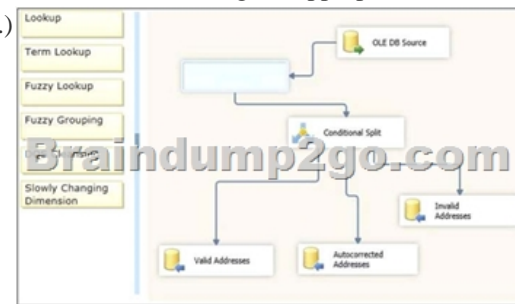 .)
Lookup
Term Lookup
Fuzzy Lookup
Fuzzy Grouping
Slowly Changing
Dimension
OLE DB Source
Conditional Split
Braindump2go.com
Invalid
Addresses
Valid Addresses
Autocorrected
Addresses